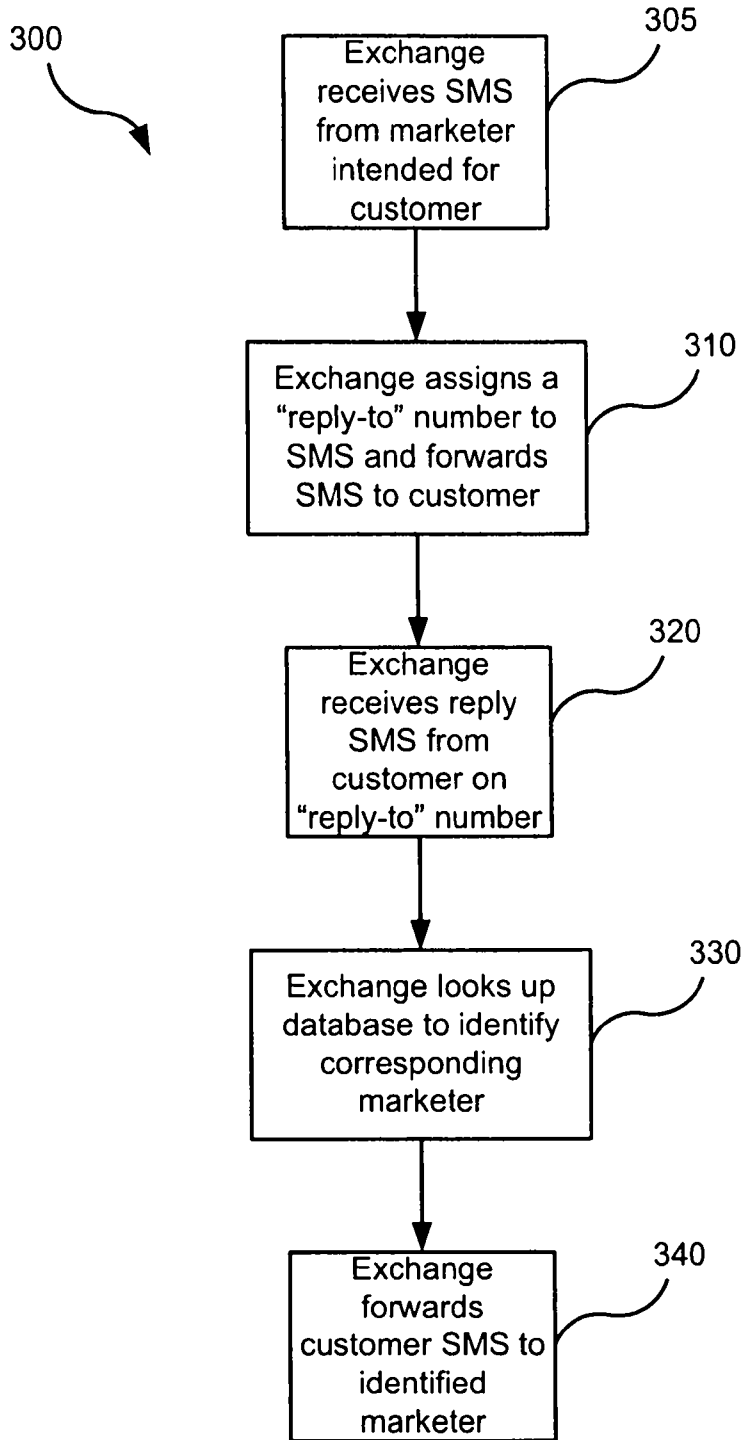 300
305
Exchange
receives SMS
from marketer
intended for
customer
310
Exchange assigns a
“reply-to” number to
SMS and forwards
SMS to customer
320
Exchange
receives reply
SMS from
customer on
“reply-to” number
330
Exchange looks up
database to identify
corresponding
marketer
340
Exchange
forwards
customer SMS to
identified
marketer